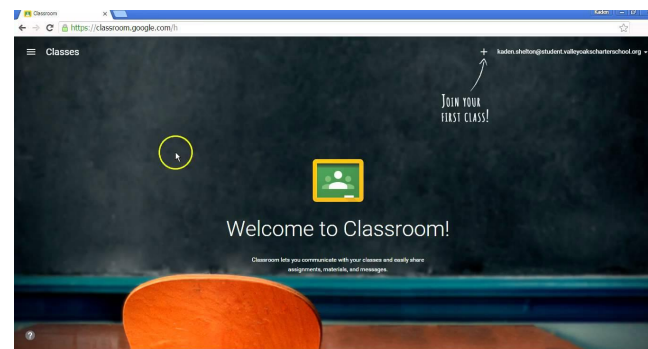 Classroom
Kaden
https://classroom.google.com/h
Classes
kaden.shelton@student.valleyoakscharterschool.org
JOIN YOUR
FIRST CLASS!
Welcome to Classroom!
Classroom lets you communicate with your classes and easily share
assignments, materials, and messages.
?